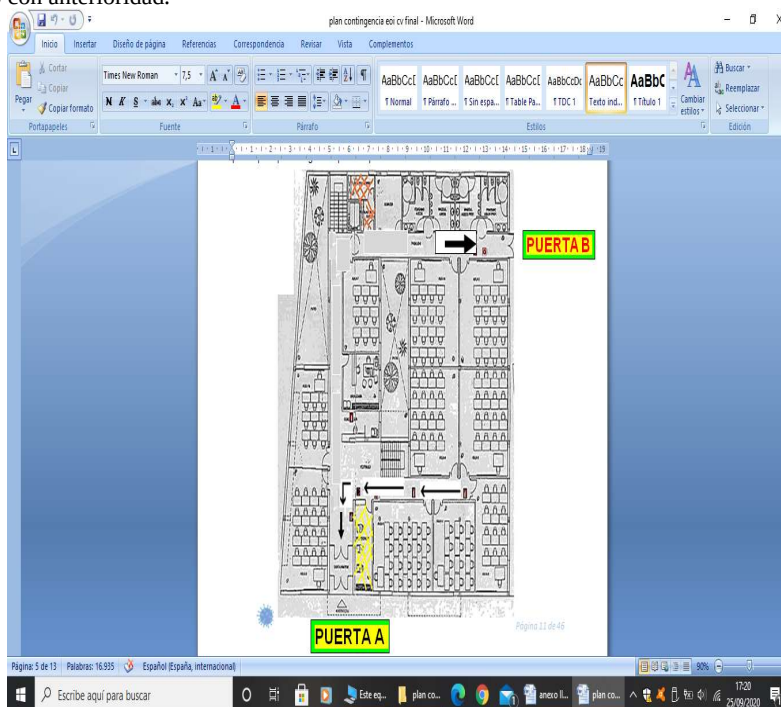 con anterioridad.
plan contingencia eoi cv final - Microsoft Word
Inicio Insertar Diseño de página Referencias Correspondencia Revisar Vista Complementos
Pegar
Cortar
Copiar
Copiar formato
Portapapeles
Times New Roman 7,5
N K S abc x, x² Aa
Fuente
Párrafo
AaBbCcI AaBbCcI AaBbCcI AaBbCcI AaBbCcDc AaBbCc AaBbC
¶ Normal ¶ Párrafo ... ¶ Sin espa... ¶ Table Pa... ¶ TDC 1 Texto ind... ¶ Título 1
Cambiar estilos
Estilos
Buscar
Reemplazar
Seleccionar
Edición
PUERTA B
PUERTA A
Página 11 de 46
Página: 5 de 13 Palabras: 16.935 Español (España, internacional) 90%
Escribe aquí para buscar
Este eq... plan co... anexo II... plan co...
17:20
25/09/2020